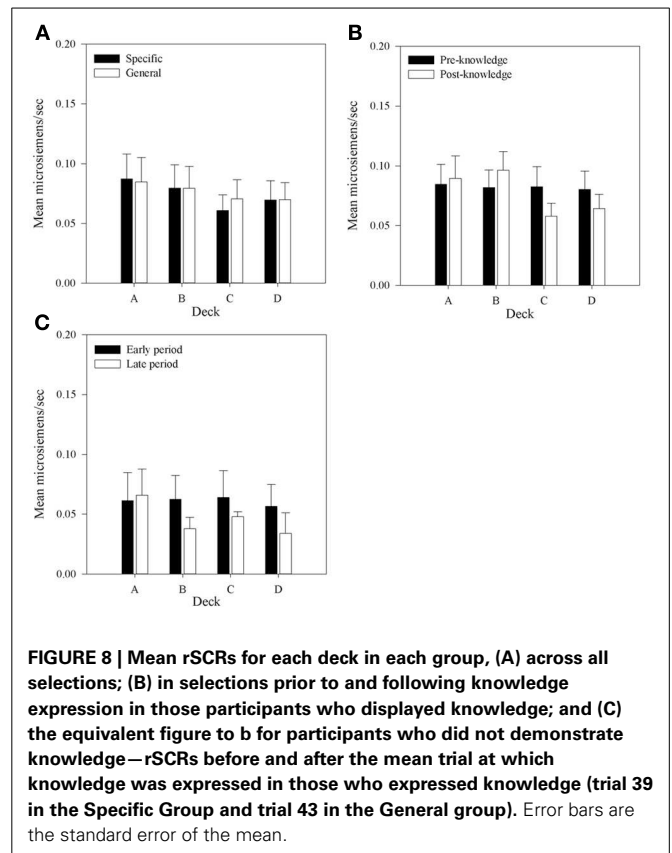 A
0.20
0.15
0.10
0.05
0.00
Mean microsiemens/sec
Specific
General
A B C D
Deck
B
0.20
0.15
0.10
0.05
0.00
Mean microsiemens/sec
Pre-knowledge
Post-knowledge
A B C D
Deck
C
0.20
0.15
0.10
0.05
0.00
Mean microsiemens/sec
Early period
Late period
A B C D
Deck
FIGURE 8 | Mean rSCRs for each deck in each group, (A) across all
selections; (B) in selections prior to and following knowledge
expression in those participants who displayed knowledge; and (C)
the equivalent figure to b for participants who did not demonstrate
knowledge—rSCRs before and after the mean trial at which
knowledge was expressed in those who expressed knowledge (trial 39
in the Specific Group and trial 43 in the General group). Error bars are
the standard error of the mean.